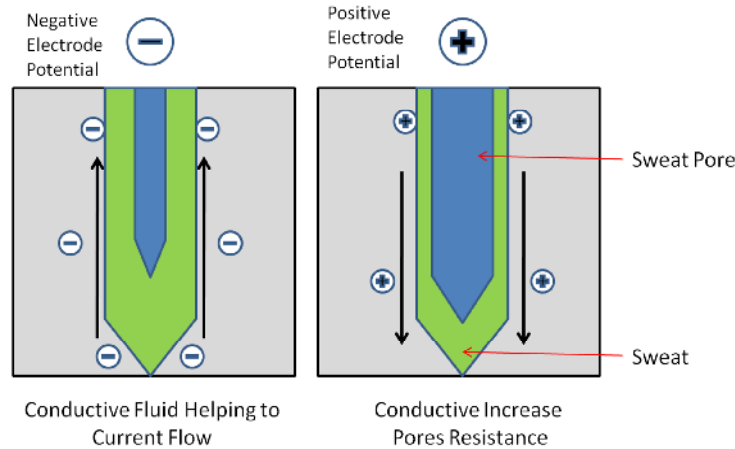 Negative
Electrode
Potential
Positive
Electrode
Potential
Sweat Pore
Sweat
Conductive Fluid Helping to
Current Flow
Conductive Increase
Pores Resistance